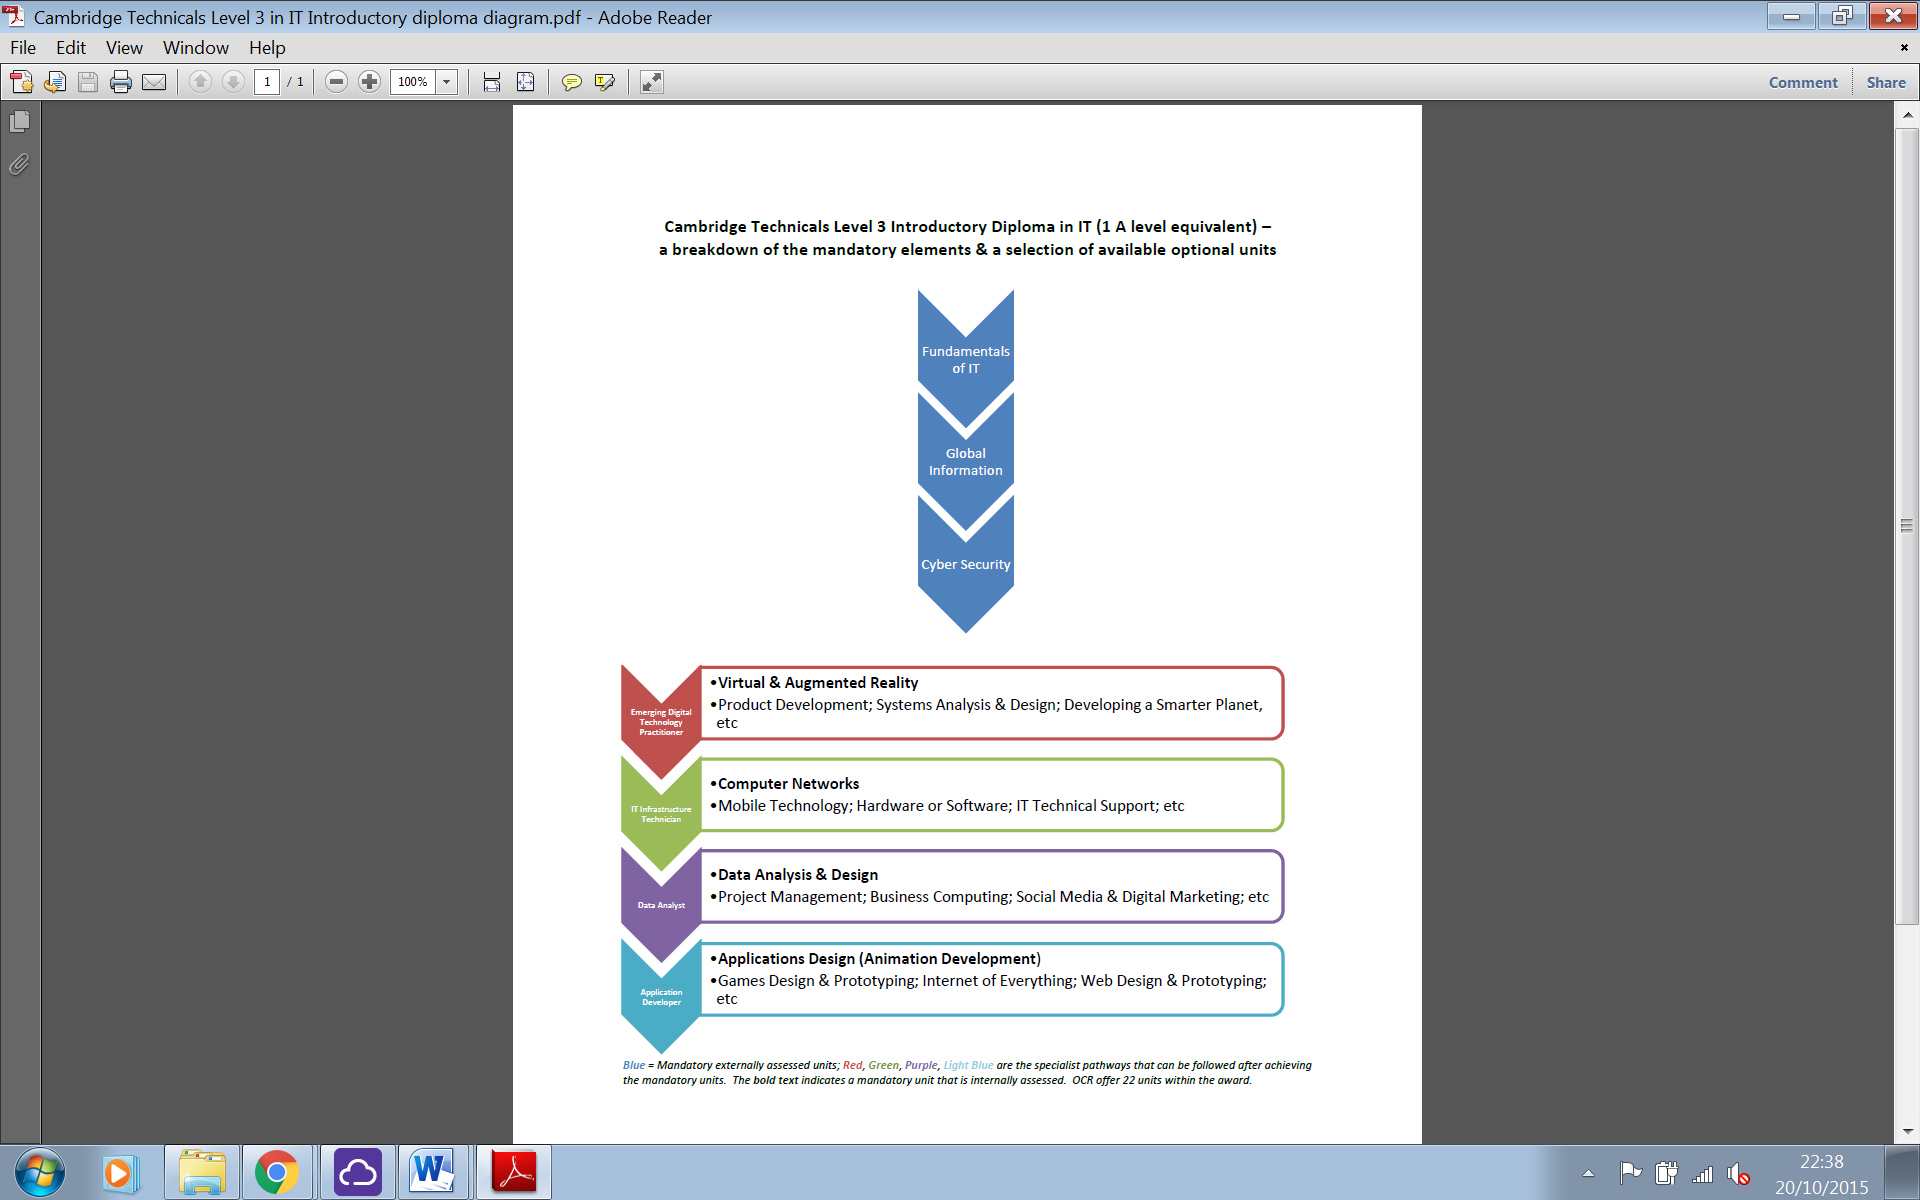 Cambridge Technicals Level 3 in IT Introductory diploma diagram.pdf - Adobe Reader
File Edit View Window Help
1 / 1 100% Comment Share
Cambridge Technicals Level 3 Introductory Diploma in IT (1 A level equivalent) –
a breakdown of the mandatory elements & a selection of available optional units
Fundamentals
of IT
Global
Information
Cyber Security
Emerging Digital
Technology
Practitioner
•Virtual & Augmented Reality
•Product Development; Systems Analysis & Design; Developing a Smarter Planet,
etc
IT Infrastructure
Technician
•Computer Networks
•Mobile Technology; Hardware or Software; IT Technical Support; etc
Data Analyst
•Data Analysis & Design
•Project Management; Business Computing; Social Media & Digital Marketing; etc
Application
Developer
•Applications Design (Animation Development)
•Games Design & Prototyping; Internet of Everything; Web Design & Prototyping;
etc
Blue = Mandatory externally assessed units; Red, Green, Purple, Light Blue are the specialist pathways that can be followed after achieving
the mandatory units. The bold text indicates a mandatory unit that is internally assessed. OCR offer 22 units within the award.
22:38
20/10/2015